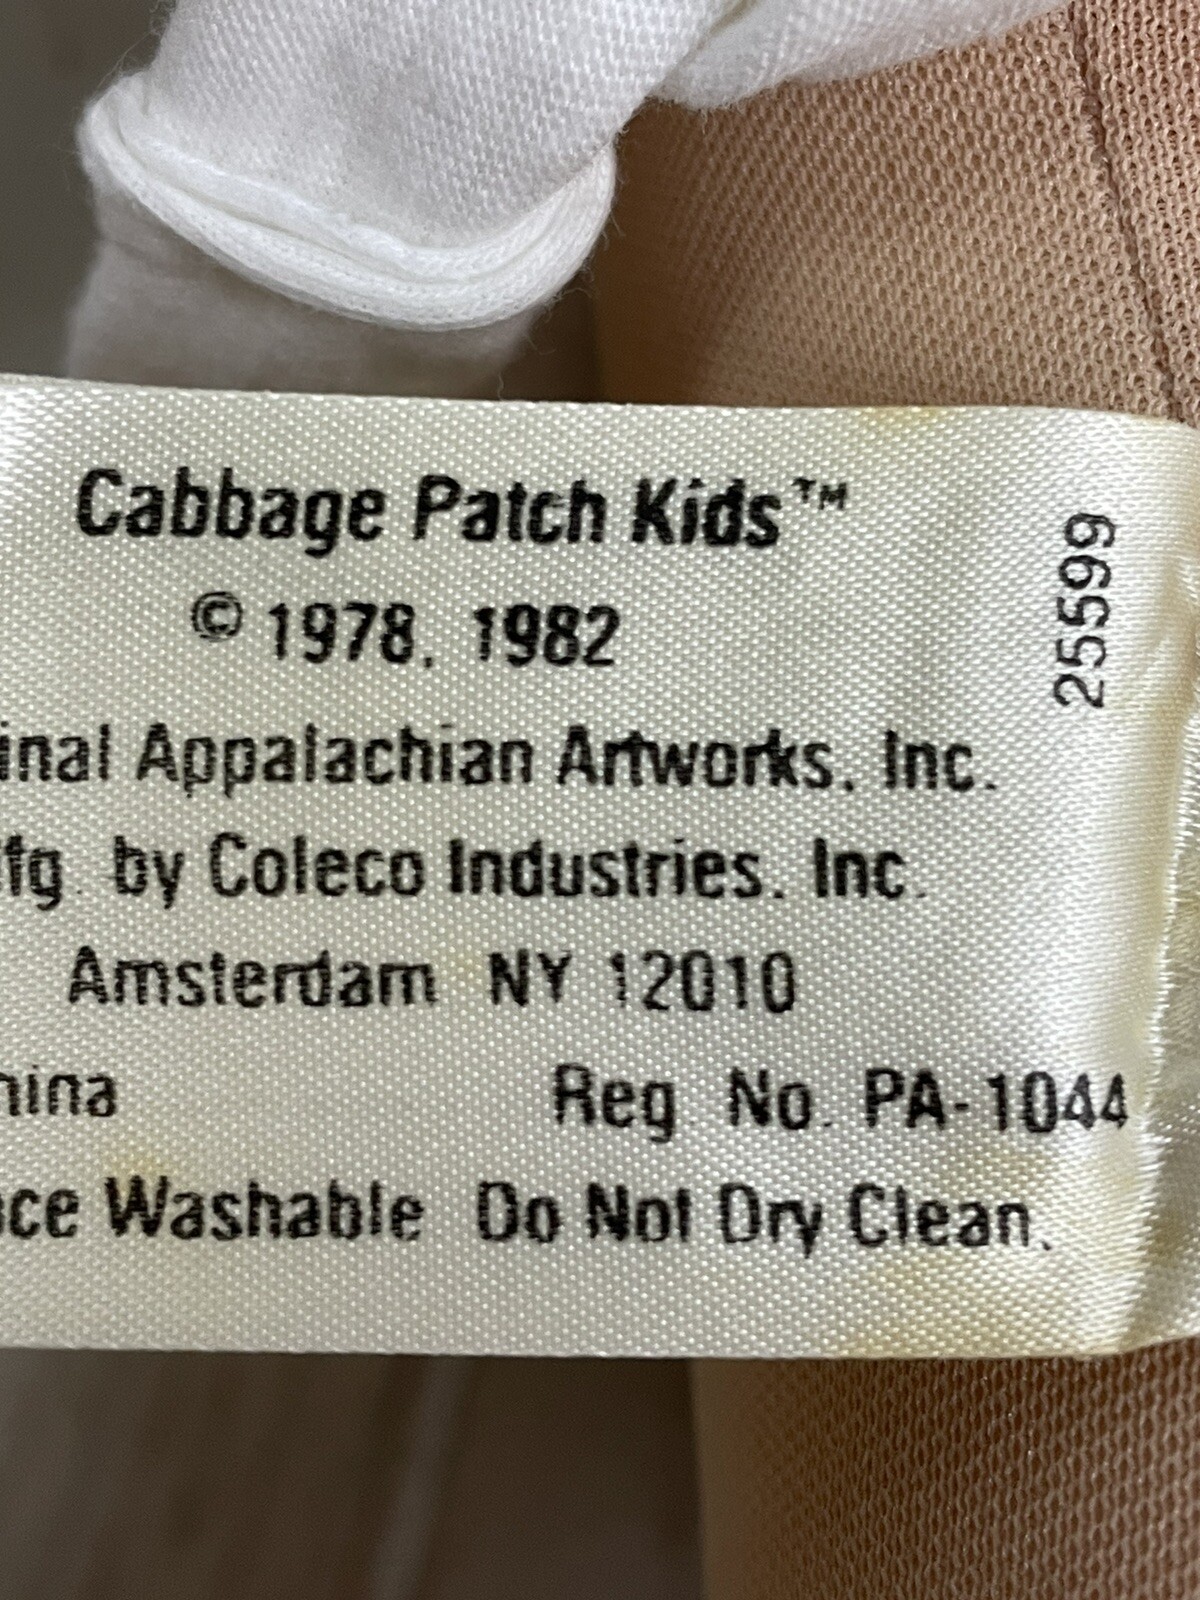 Cabbage Patch Kids™
© 1978, 1982
inal Appalachian Artworks, Inc.
fg. by Coleco Industries, Inc.
Amsterdam NY 12010
hina Reg. No. PA-1044
ce Washable Do Not Dry Clean.
25599